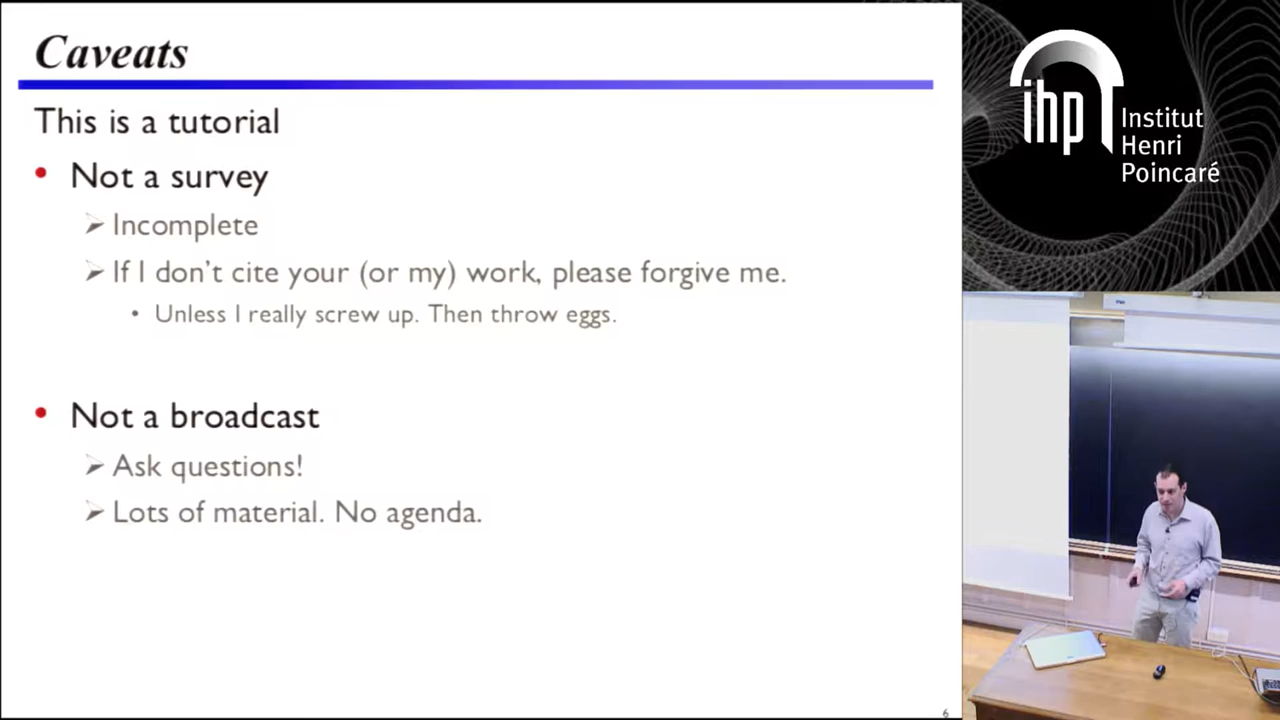 Caveats
This is a tutorial
• Not a survey
➢ Incomplete
➢ If I don't cite your (or my) work, please forgive me.
• Unless I really screw up. Then throw eggs.
• Not a broadcast
➢ Ask questions!
➢ Lots of material. No agenda.
6
ihp
Institut
Henri
Poincaré